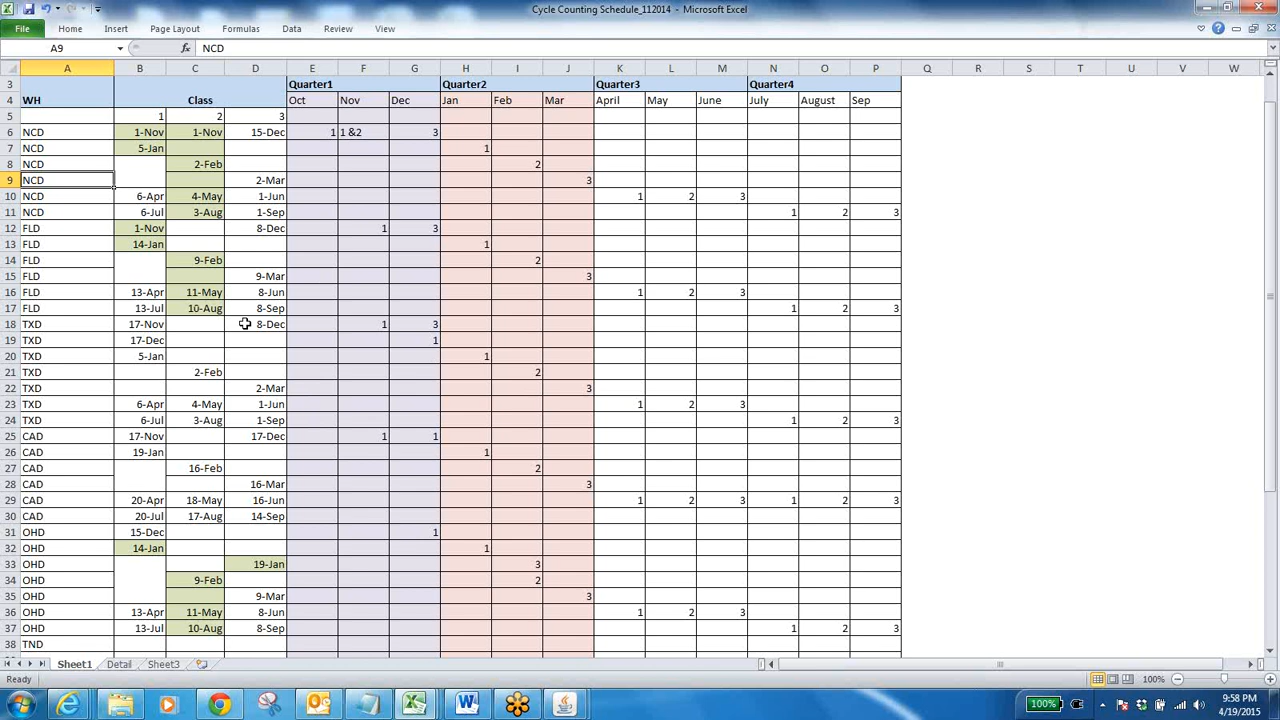 Cycle Counting Schedule_112014 - Microsoft Excel
File Home Insert Page Layout Formulas Data Review View
A9 fx NCD
A B C D E F G H I J K L M N O P Q R S T U V W
3 Quarter1 Quarter2 Quarter3 Quarter4
4 WH Class Oct Nov Dec Jan Feb Mar April May June July August Sep
5 1 2 3
6 NCD 1-Nov 1-Nov 15-Dec 1 1 &2 3
7 NCD 5-Jan 1
8 NCD 2-Feb 2
9 NCD 2-Mar 3
10 NCD 6-Apr 4-May 1-Jun 1 2 3
11 NCD 6-Jul 3-Aug 1-Sep 1 2 3
12 FLD 1-Nov 8-Dec 1 3
13 FLD 14-Jan 1
14 FLD 9-Feb 2
15 FLD 9-Mar 3
16 FLD 13-Apr 11-May 8-Jun 1 2 3
17 FLD 13-Jul 10-Aug 8-Sep 1 2 3
18 TXD 17-Nov 8-Dec 1 3
19 TXD 17-Dec 1
20 TXD 5-Jan 1
21 TXD 2-Feb 2
22 TXD 2-Mar 3
23 TXD 6-Apr 4-May 1-Jun 1 2 3
24 TXD 6-Jul 3-Aug 1-Sep 1 2 3
25 CAD 17-Nov 17-Dec 1 1
26 CAD 19-Jan 1
27 CAD 16-Feb 2
28 CAD 16-Mar 3
29 CAD 20-Apr 18-May 16-Jun 1 2 3 1 2 3
30 CAD 20-Jul 17-Aug 14-Sep
31 OHD 15-Dec 1
32 OHD 14-Jan 1
33 OHD 19-Jan 3
34 OHD 9-Feb 2
35 OHD 9-Mar 3
36 OHD 13-Apr 11-May 8-Jun 1 2 3
37 OHD 13-Jul 10-Aug 8-Sep 1 2 3
38 TND
Sheet1 Detail Sheet3
Ready 100%
100% 9:58 PM
4/19/2015